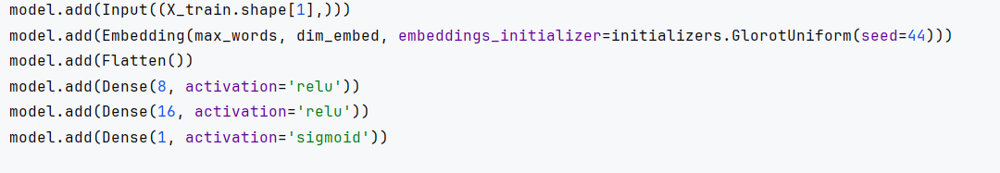 model.add(Input((X_train.shape[1],)))
model.add(Embedding(max_words, dim_embed, embeddings_initializer=initializers.GlorotUniform(seed=44)))
model.add(Flatten())
model.add(Dense(8, activation='relu'))
model.add(Dense(16, activation='relu'))
model.add(Dense(1, activation='sigmoid'))